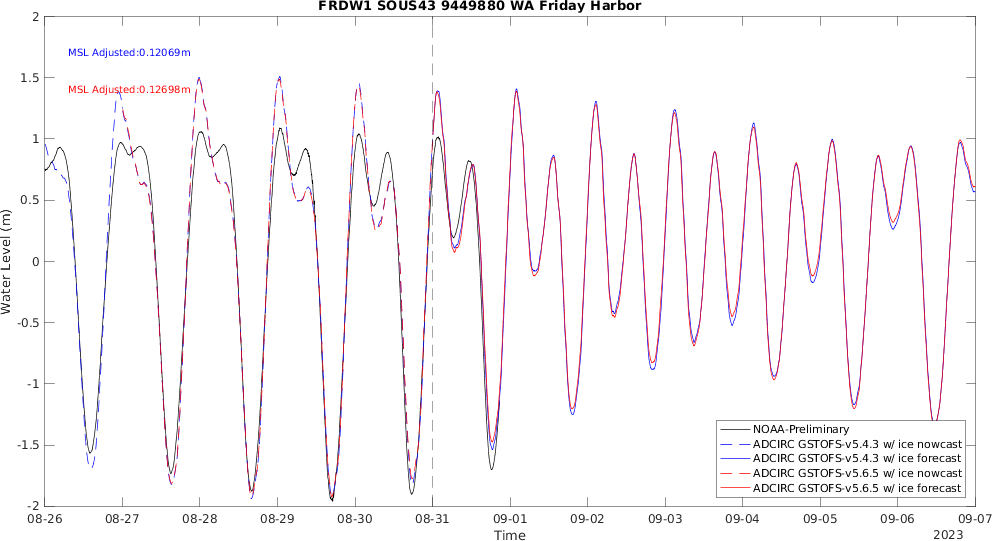 FRDW1 SOUS43 9449880 WA Friday Harbor
MSL Adjusted:0.12069m
MSL Adjusted:0.12698m
2
1.5
1
0.5
0
-0.5
-1
-1.5
-2
Water Level (m)
NOAA-Preliminary
ADCIRC GSTOFS-v5.4.3 w/ ice nowcast
ADCIRC GSTOFS-v5.4.3 w/ ice forecast
ADCIRC GSTOFS-v5.6.5 w/ ice nowcast
ADCIRC GSTOFS-v5.6.5 w/ ice forecast
08-26 08-27 08-28 08-29 08-30 08-31 09-01 09-02 09-03 09-04 09-05 09-06 09-07
Time
2023